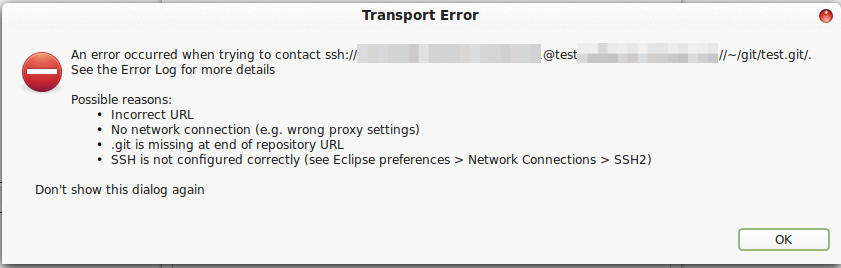 Transport Error
An error occurred when trying to contact ssh:// @test //~/git/test.git/.
See the Error Log for more details
Possible reasons:
• Incorrect URL
• No network connection (e.g. wrong proxy settings)
• .git is missing at end of repository URL
• SSH is not configured correctly (see Eclipse preferences > Network Connections > SSH2)
Don't show this dialog again
OK